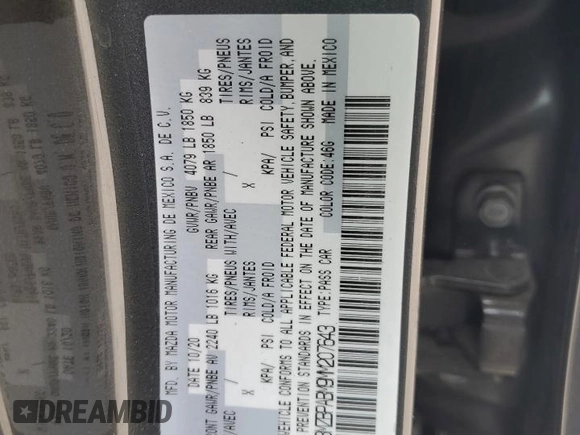 DREAMBID
MFD. BY MAZDA MOTOR MANUFACTURING DE MEXICO S.A. DE C.V.
DATE 10/20 GVWR/PNBV 4079 LB 1850 KG
ONT GAWR/PNBE AV 2240 LB 1016 KG REAR GAWR/PNBE AR 1850 LB 839 KG
/AVEC TIRES/PNEUS WITH/AVEC TIRES/PNEUS
X RIMS/JANTES X RIMS/JANTES
KPA/ PSI COLD/A FROID KPA/ PSI COLD/A FROID
VEHICLE CONFORMS TO ALL APPLICABLE FEDERAL MOTOR VEHICLE SAFETY, BUMPER, AND
PREVENTION STANDARDS IN EFFECT ON THE DATE OF MANUFACTURE SHOWN ABOVE.
MZBPABM9M1207643 TYPE:PASS CAR COLOR CODE:46G MADE IN MEXICO
DREAMBID